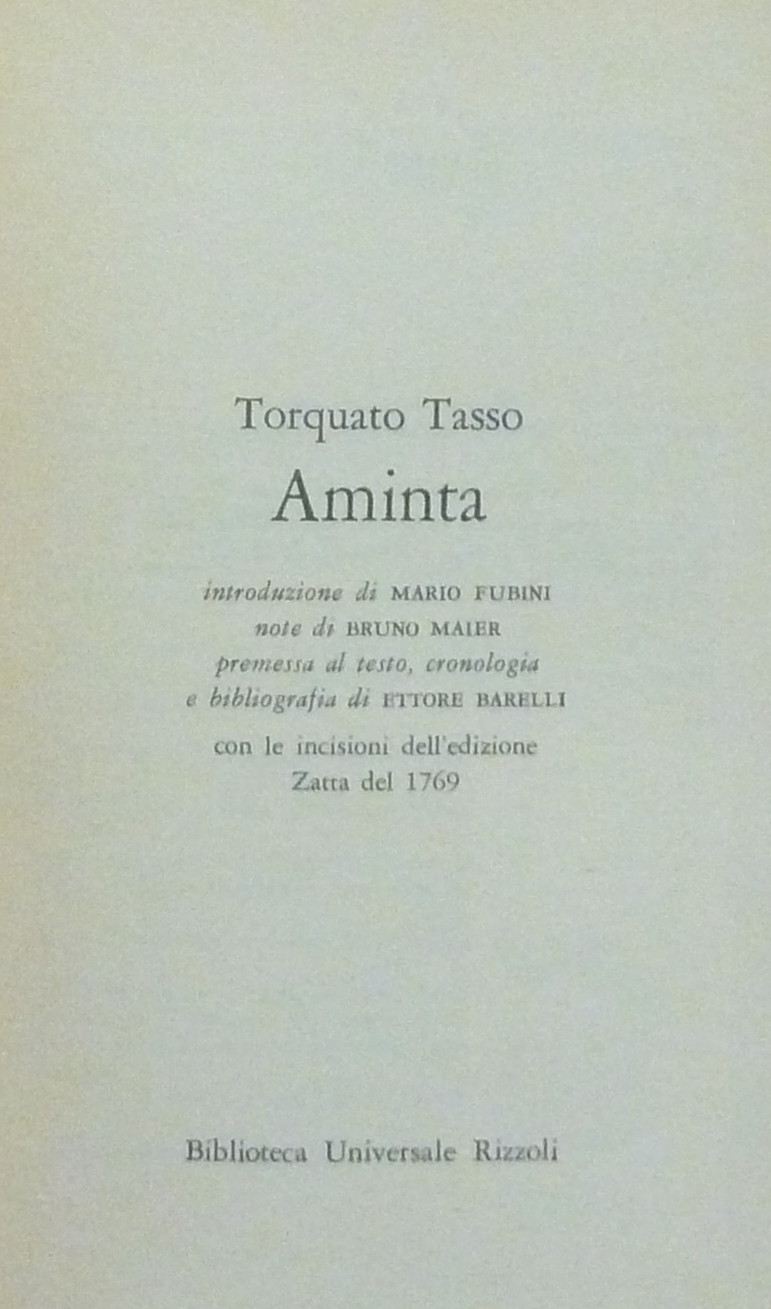 Torquato Tasso
Aminta
introduzione di MARIO FUBINI
note di BRUNO MAIER
premessa al testo, cronologia
e bibliografia di ETTORE BARELLI
con le incisioni dell'edizione
Zatta del 1769
Biblioteca Universale Rizzoli